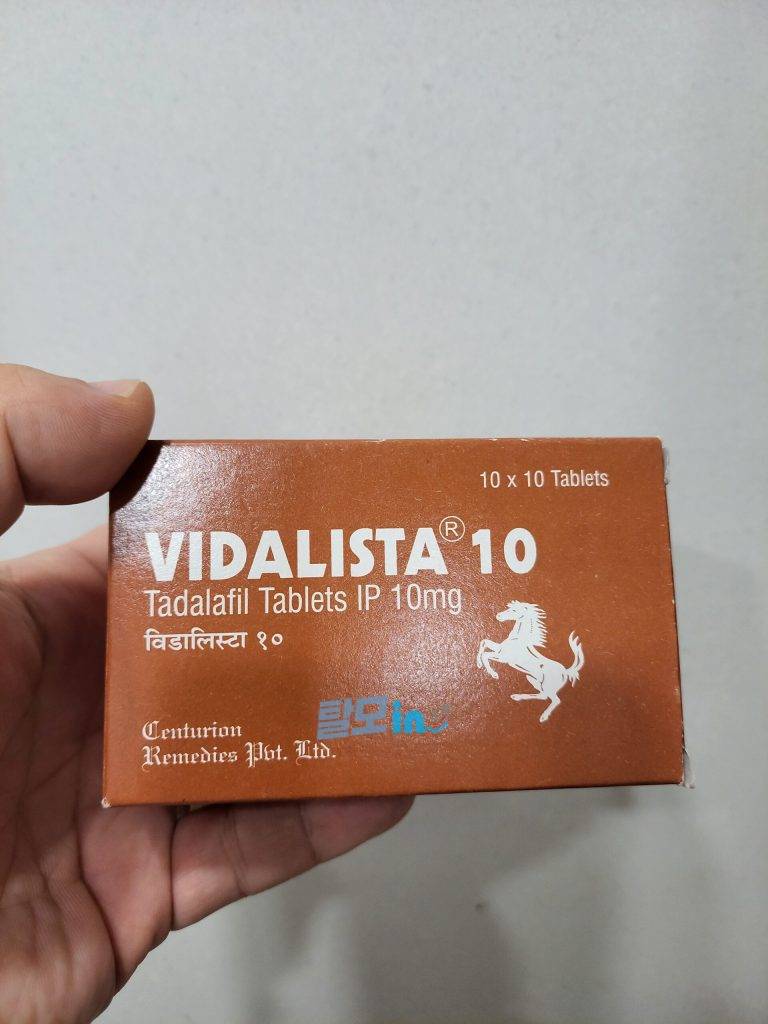 10 x 10 Tablets
VIDALISTA® 10
Tadalafil Tablets IP 10mg
विडालिस्टा १०
탈모in
Centurion
Remedies Pvt. Ltd.